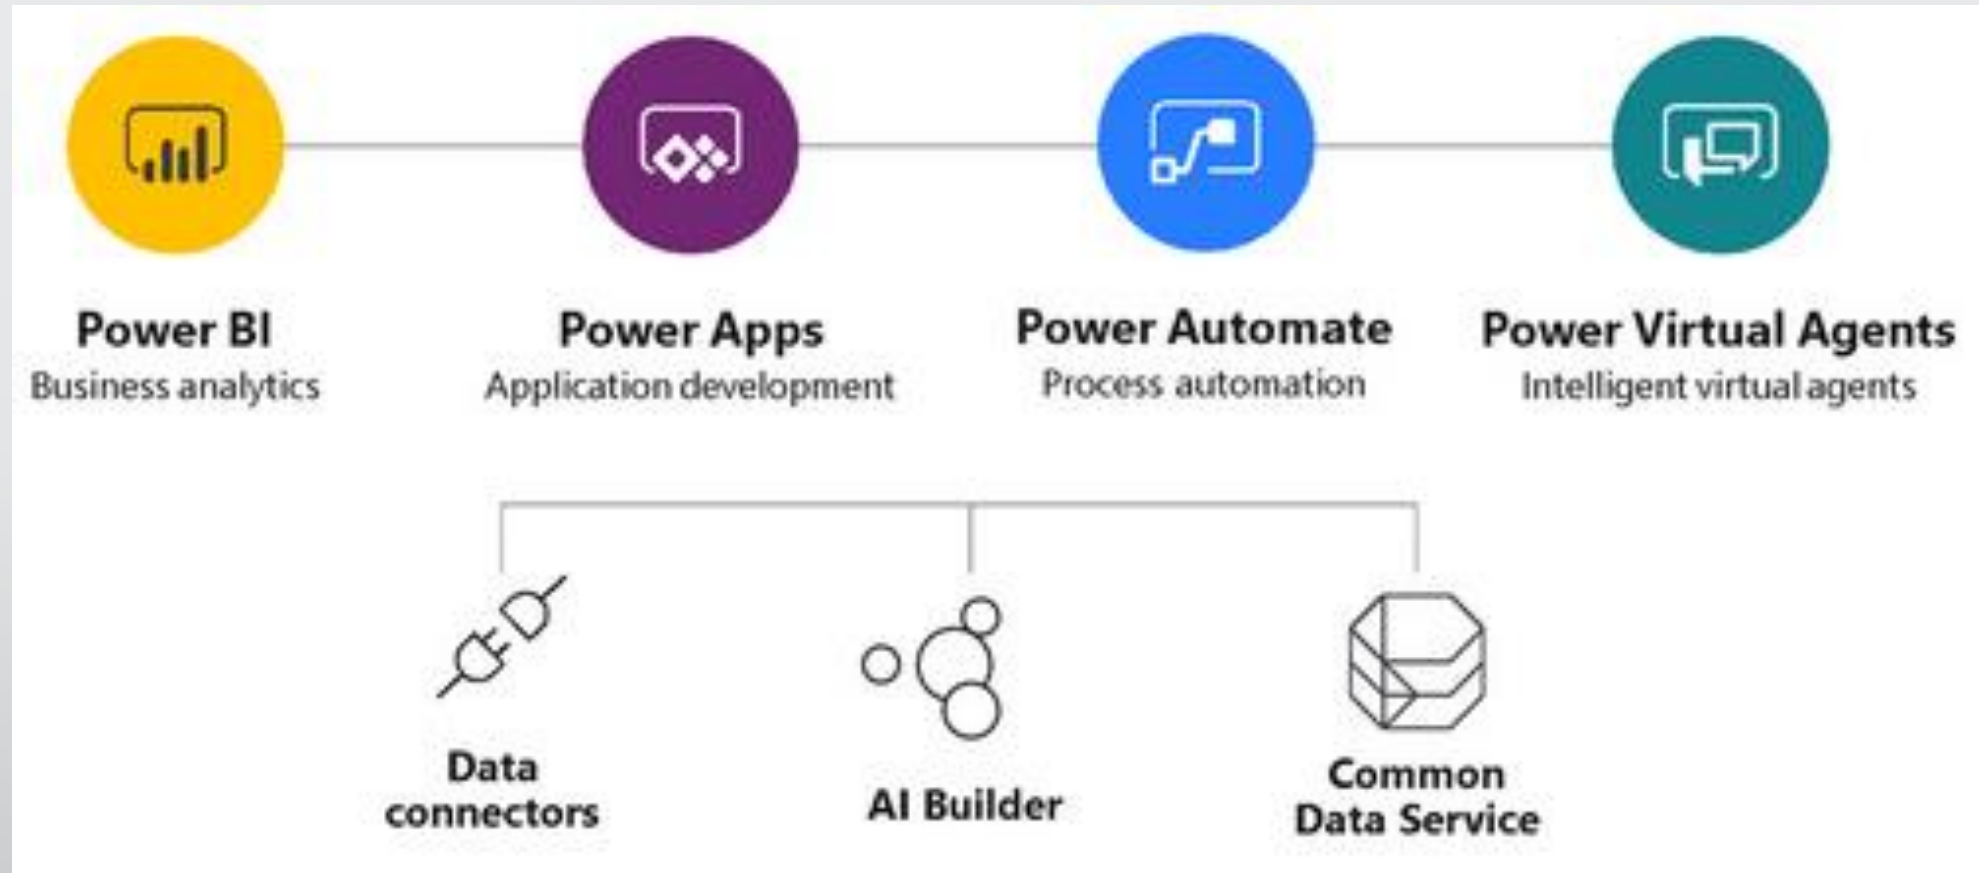 Power BI
Business analytics
Power Apps
Application development
Power Automate
Process automation
Power Virtual Agents
Intelligent virtual agents
Data
connectors
AI Builder
Common
Data Service